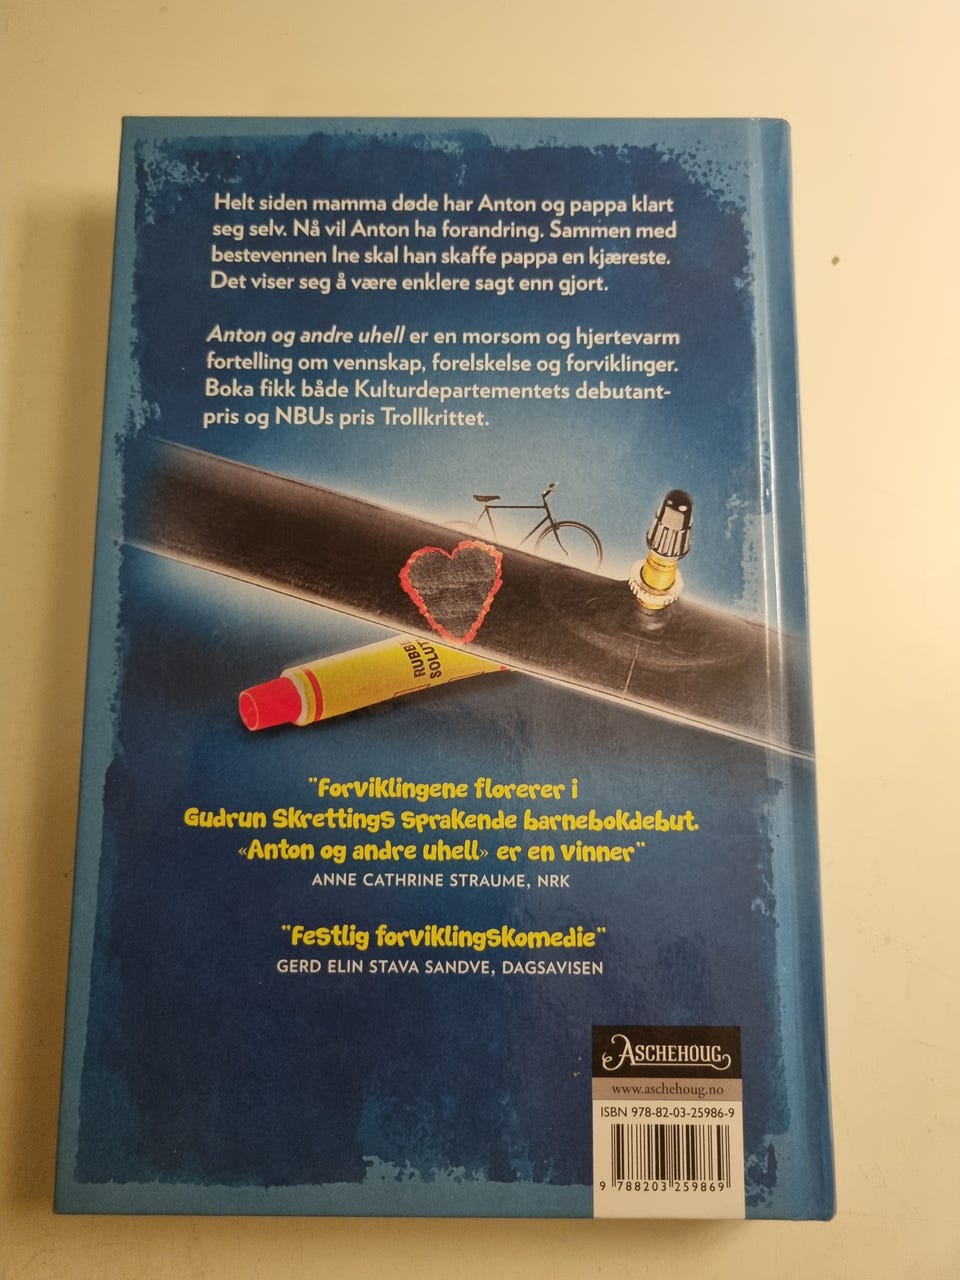 Helt siden mamma døde har Anton og pappa klart
seg selv. Nå vil Anton ha forandring. Sammen med
bestevennen Ine skal han skaffe pappa en kjæreste.
Det viser seg å være enklere sagt enn gjort.
Anton og andre uhell er en morsom og hjertevarm
fortelling om vennskap, forelskelse og forviklinger.
Boka fikk både Kulturdepartementets debutant-
pris og NBUs pris Trollkrittet.
"Forviklingene florerer i
Gudrun Skrettings sprakende barnebokdebut.
«Anton og andre uhell» er en vinner"
ANNE CATHRINE STRAUME, NRK
"Festlig forviklingskomedie"
GERD ELIN STAVA SANDVE, DAGSAVISEN
ASCHEHOUG
www.aschehoug.no
ISBN 978-82-03-25986-9
9 788203 259869